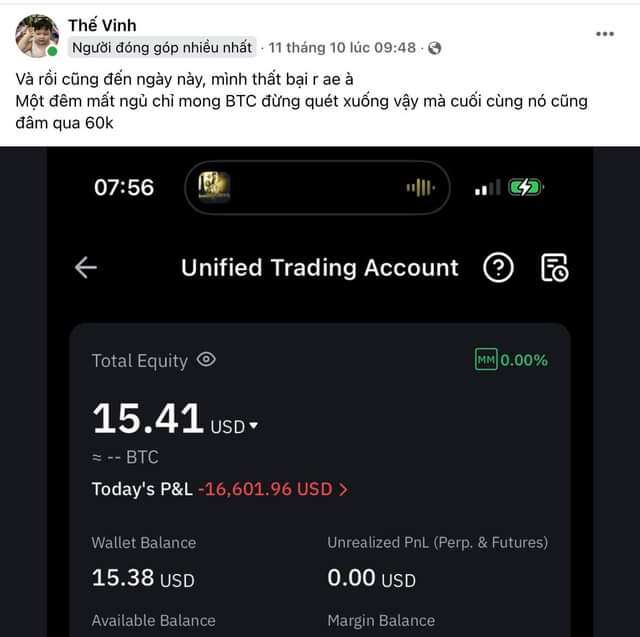 Thế Vinh
Người đóng góp nhiều nhất · 11 tháng 10 lúc 09:48 ·
Và rồi cũng đến ngày này, mình thất bại r ae à
Một đêm mất ngủ chỉ mong BTC đừng quét xuống vậy mà cuối cùng nó cũng
đâm qua 60k
07:56
Unified Trading Account
Total Equity
MM 0.00%
15.41 USD
≈ -- BTC
Today's P&L -16,601.96 USD
Wallet Balance
Unrealized PnL (Perp. & Futures)
15.38 USD
0.00 USD
Available Balance
Margin Balance